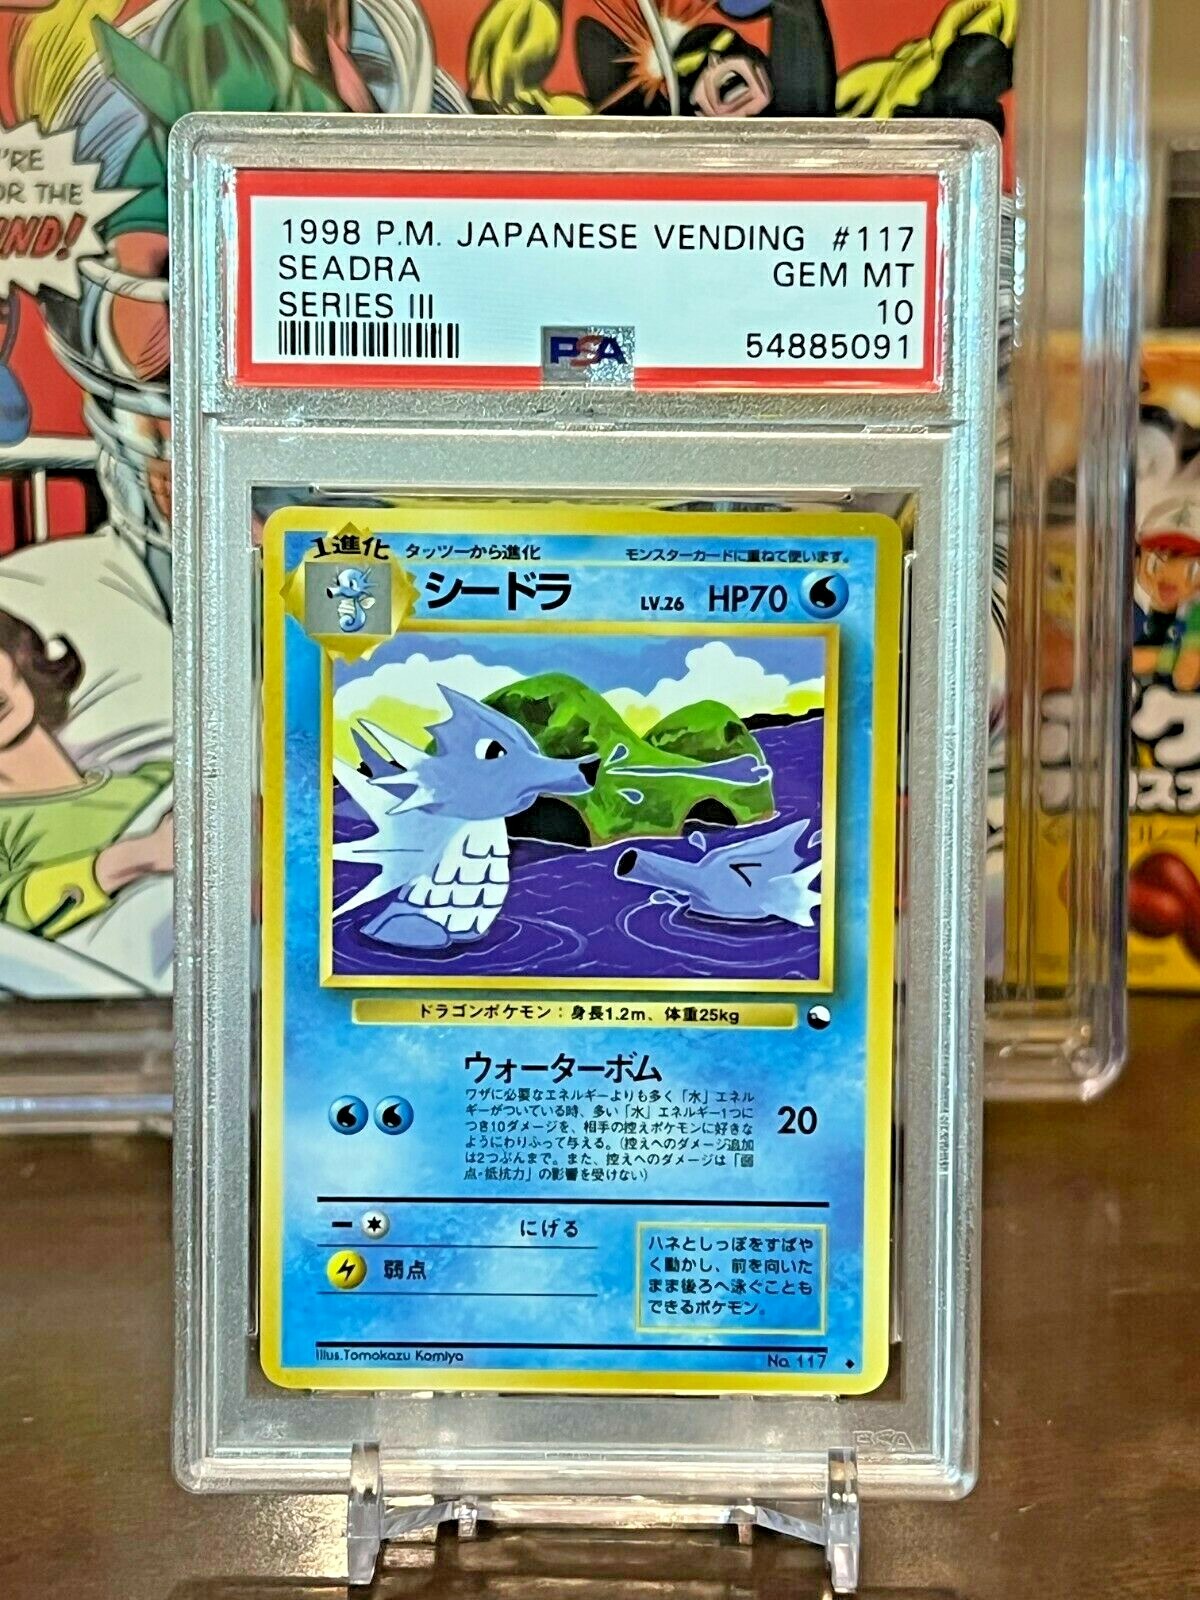 'RE
OR THE
IND!
1998 P.M. JAPANESE VENDING #117
SEADRA GEM MT
SERIES III 10
PSA 54885091
1進化 タッツーから進化 モンスターカードに重ねて使います。
シードラ LV.26 HP70
ドラゴンポケモン：身長1.2m、体重25kg
ウォーターボム
ワザに必要なエネルギーよりも多く「水」エネル
ギーがついている時、多い「水」エネルギー1つに
つき10ダメージを、相手の控えポケモンに好きな
ようにわりふって与える。（控えへのダメージ追加
は2つぶんまで。また、控えへのダメージは「弱
点・抵抗力」の影響を受けない）
20
にげる
弱点
ハネとしっぽをすばや
く動かし、前を向いた
まま後ろへ泳ぐことも
できるポケモン。
Illus.Tomokazu Komiya No. 117
PSA